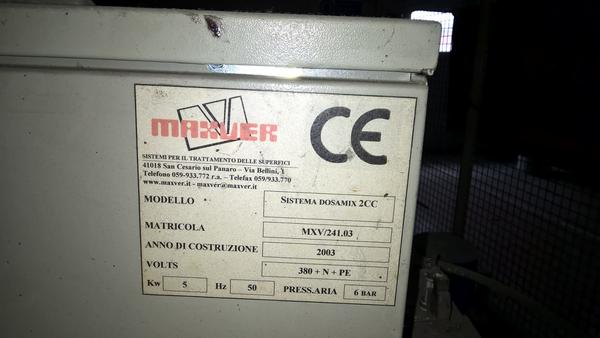 MAXVER
CE
SISTEMI PER IL TRATTAMENTO DELLE SUPERFICI
41018 San Cesario sul Panaro – Via Bellini, 1
Telefono 059-933.772 r.a. – Telefax 059/933.770
www.maxver.it - maxver@maxver.it
MODELLO SISTEMA DOSAMIX 2CC
MATRICOLA MXV/241.03
ANNO DI COSTRUZIONE 2003
VOLTS 380 + N + PE
Kw 5 Hz 50 PRESS.ARIA 6 BAR